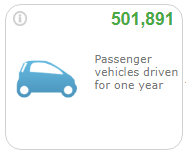 501,891
Passenger
vehicles driven
for one year